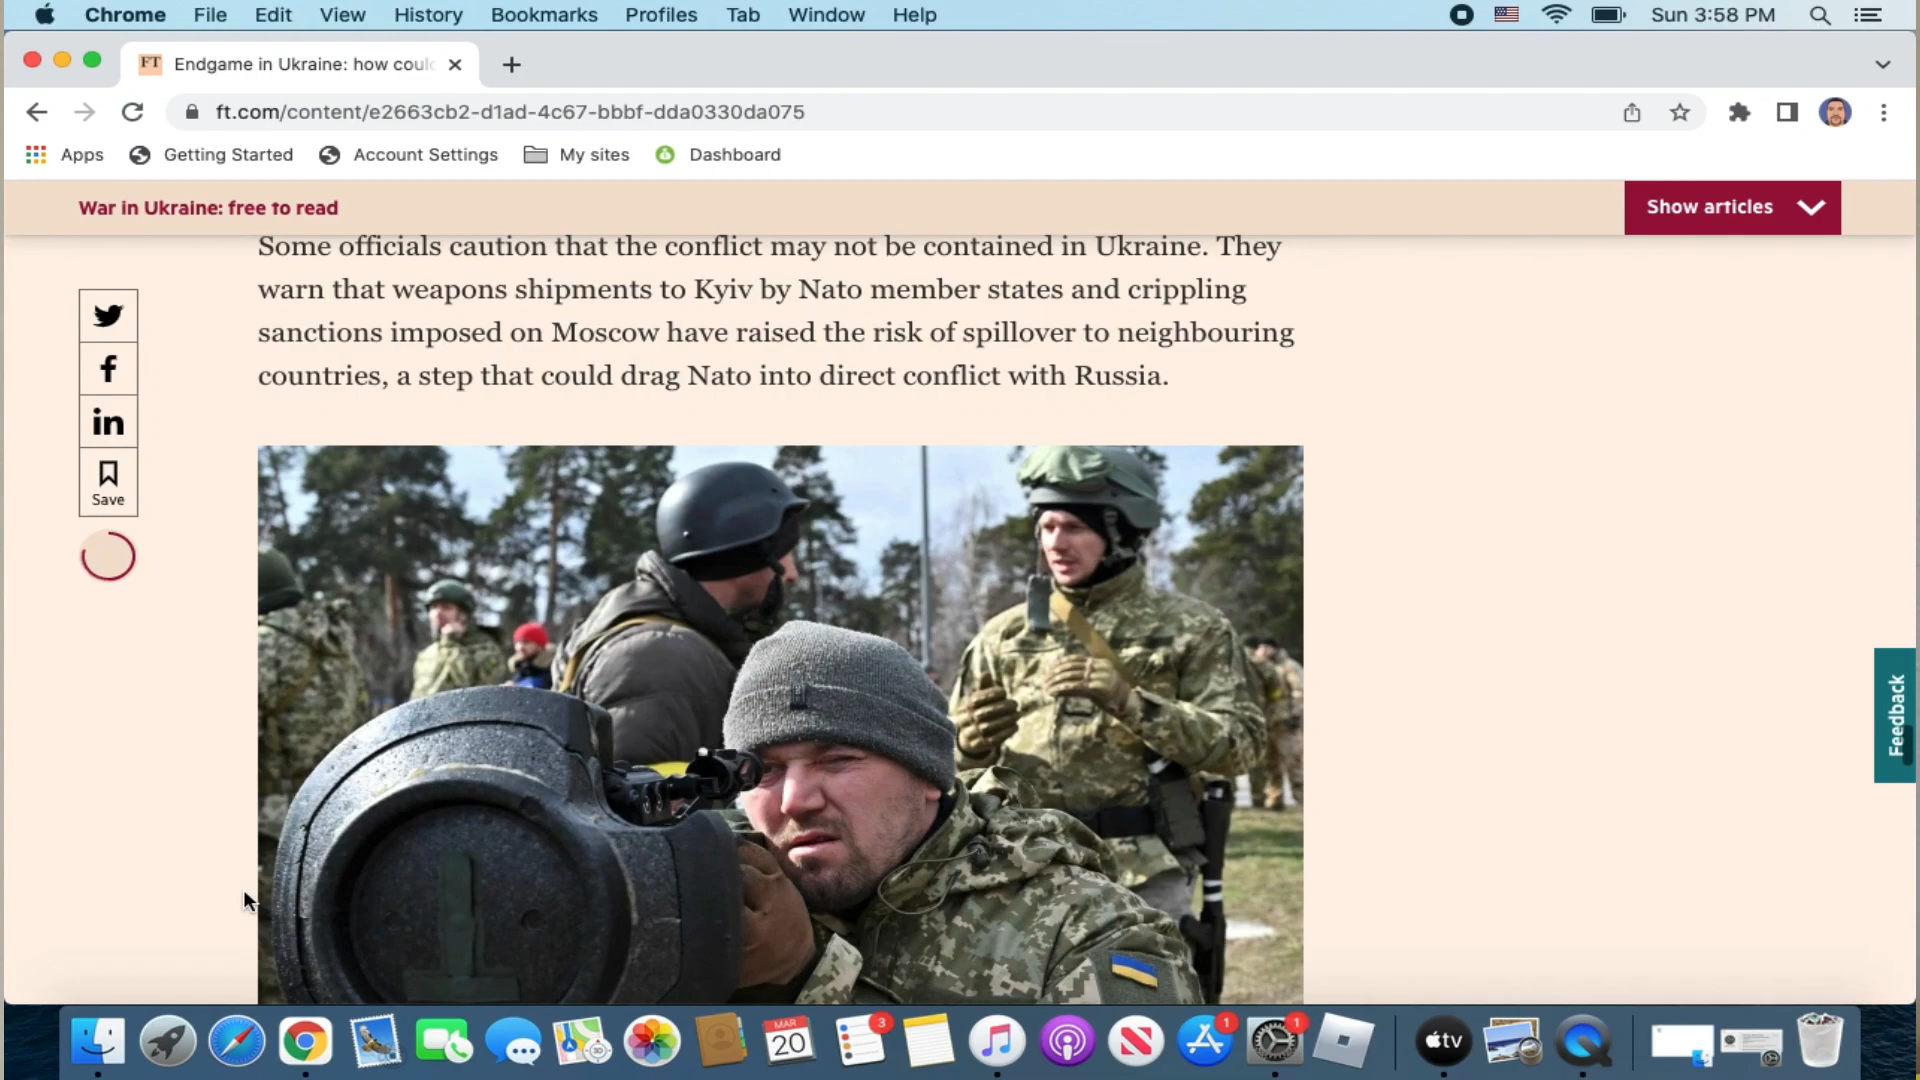 Chrome File Edit View History Bookmarks Profiles Tab Window Help Sun 3:58 PM
FT Endgame in Ukraine: how coul
ft.com/content/e2663cb2-d1ad-4c67-bbbf-dda0330da075
Apps Getting Started Account Settings My sites Dashboard
War in Ukraine: free to read Show articles
Some officials caution that the conflict may not be contained in Ukraine. They
warn that weapons shipments to Kyiv by Nato member states and crippling
sanctions imposed on Moscow have raised the risk of spillover to neighbouring
countries, a step that could drag Nato into direct conflict with Russia.
f
in
Save
Feedback
MAR
20
3
1
1
tv